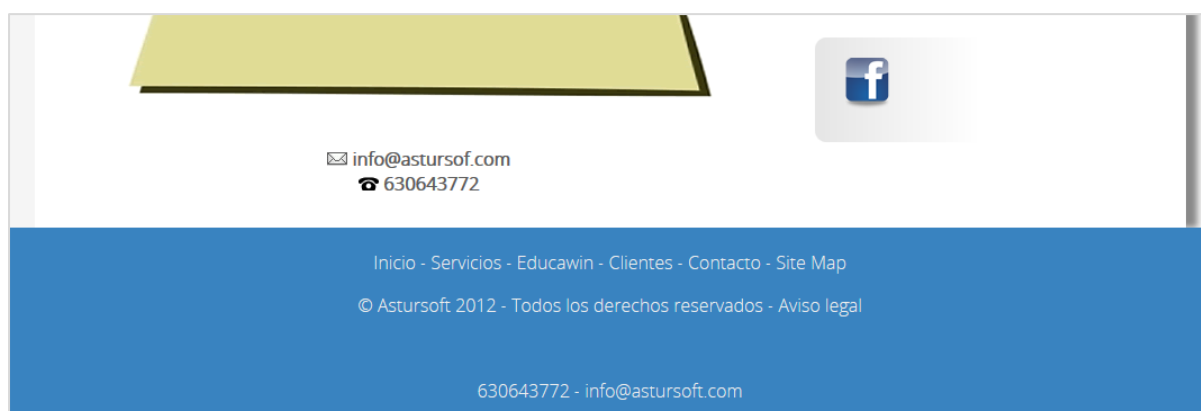 f
✉ info@astursof.com
☎ 630643772
Inicio - Servicios - Educawin - Clientes - Contacto - Site Map
© Astursoft 2012 - Todos los derechos reservados - Aviso legal
630643772 - info@astursoft.com